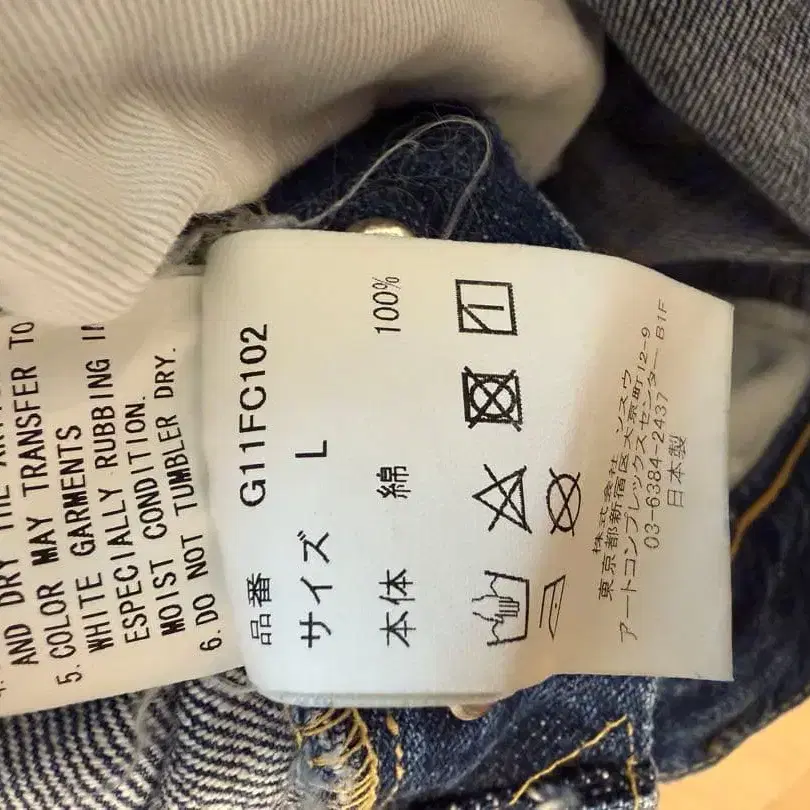 AND DRY THE
COLOR MAY TRANSFER TO
5. WHITE GARMENTS
ESPECIALLY RUBBING
MOIST CONDITION.
6. DO NOT TUMBLER DRY.
品番 G11FC102
サイズ L
本体 綿 100%
株式会社 ンスウ
東京都新宿区大京町12-9
アートコンプレックスセンター B1F
03-6384-2437
日本製